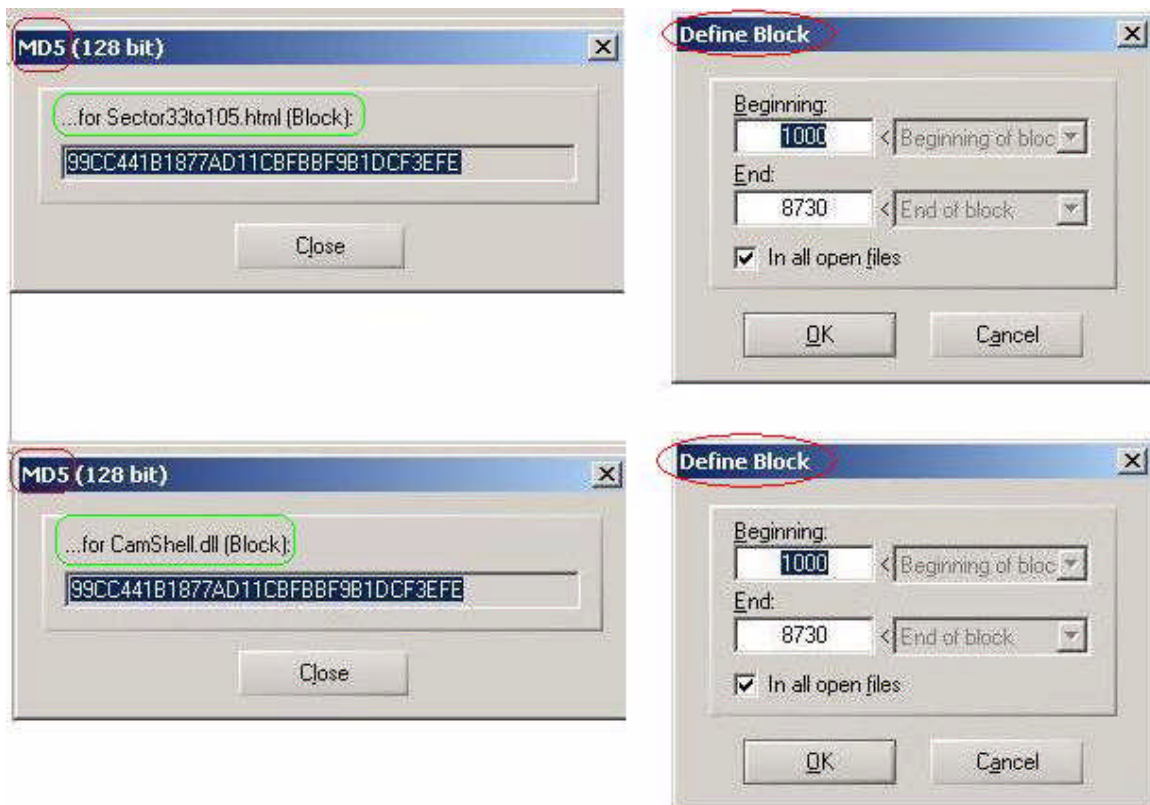 MD5 (128 bit)
...for Sector33to105.html (Block):
99CC441B1877AD11CBFBBF9B1DCF3EFE
Close
Define Block
Beginning:
1000 < Beginning of bloc
End:
8730 < End of block
In all open files
OK Cancel
MD5 (128 bit)
...for CamShell.dll (Block):
99CC441B1877AD11CBFBBF9B1DCF3EFE
Close
Define Block
Beginning:
1000 < Beginning of bloc
End:
8730 < End of block
In all open files
OK Cancel